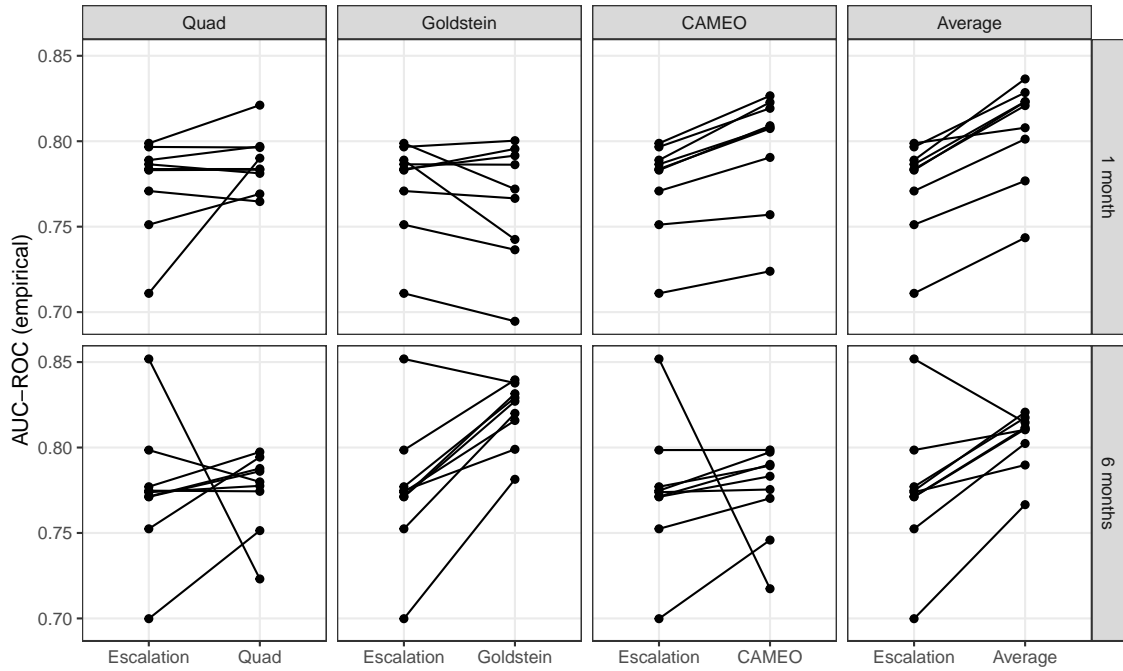 Quad Goldstein CAMEO Average
0.85
0.80
0.75
0.70
1 month
AUC−ROC (empirical)
0.85
0.80
0.75
0.70
6 months
Escalation Quad Escalation Goldstein Escalation CAMEO Escalation Average